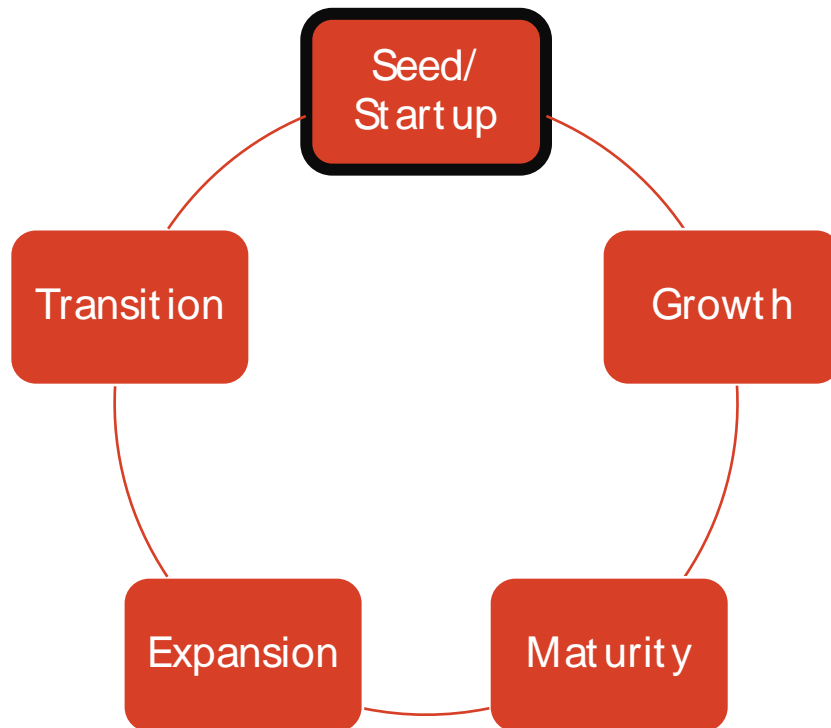 Seed/
Startup
Growth
Maturity
Expansion
Transition